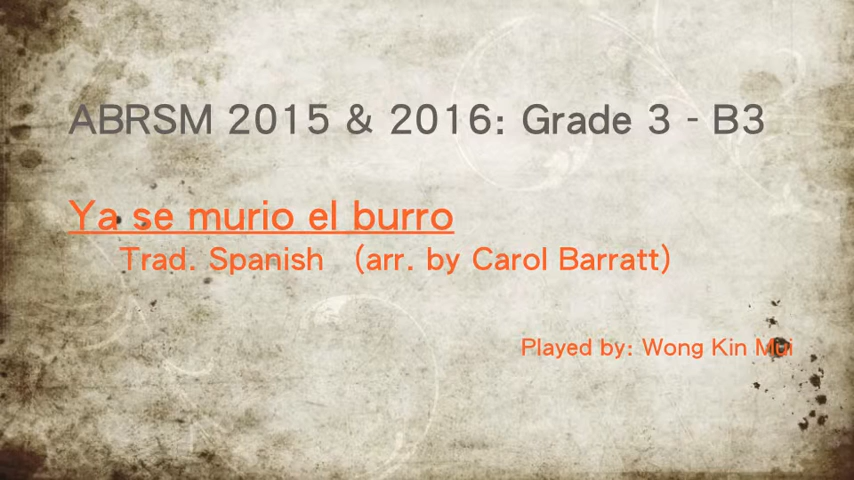 ABRSM 2015 & 2016: Grade 3 - B3
Ya se murio el burro
Trad. Spanish (arr. by Carol Barratt)
Played by: Wong Kin Mui